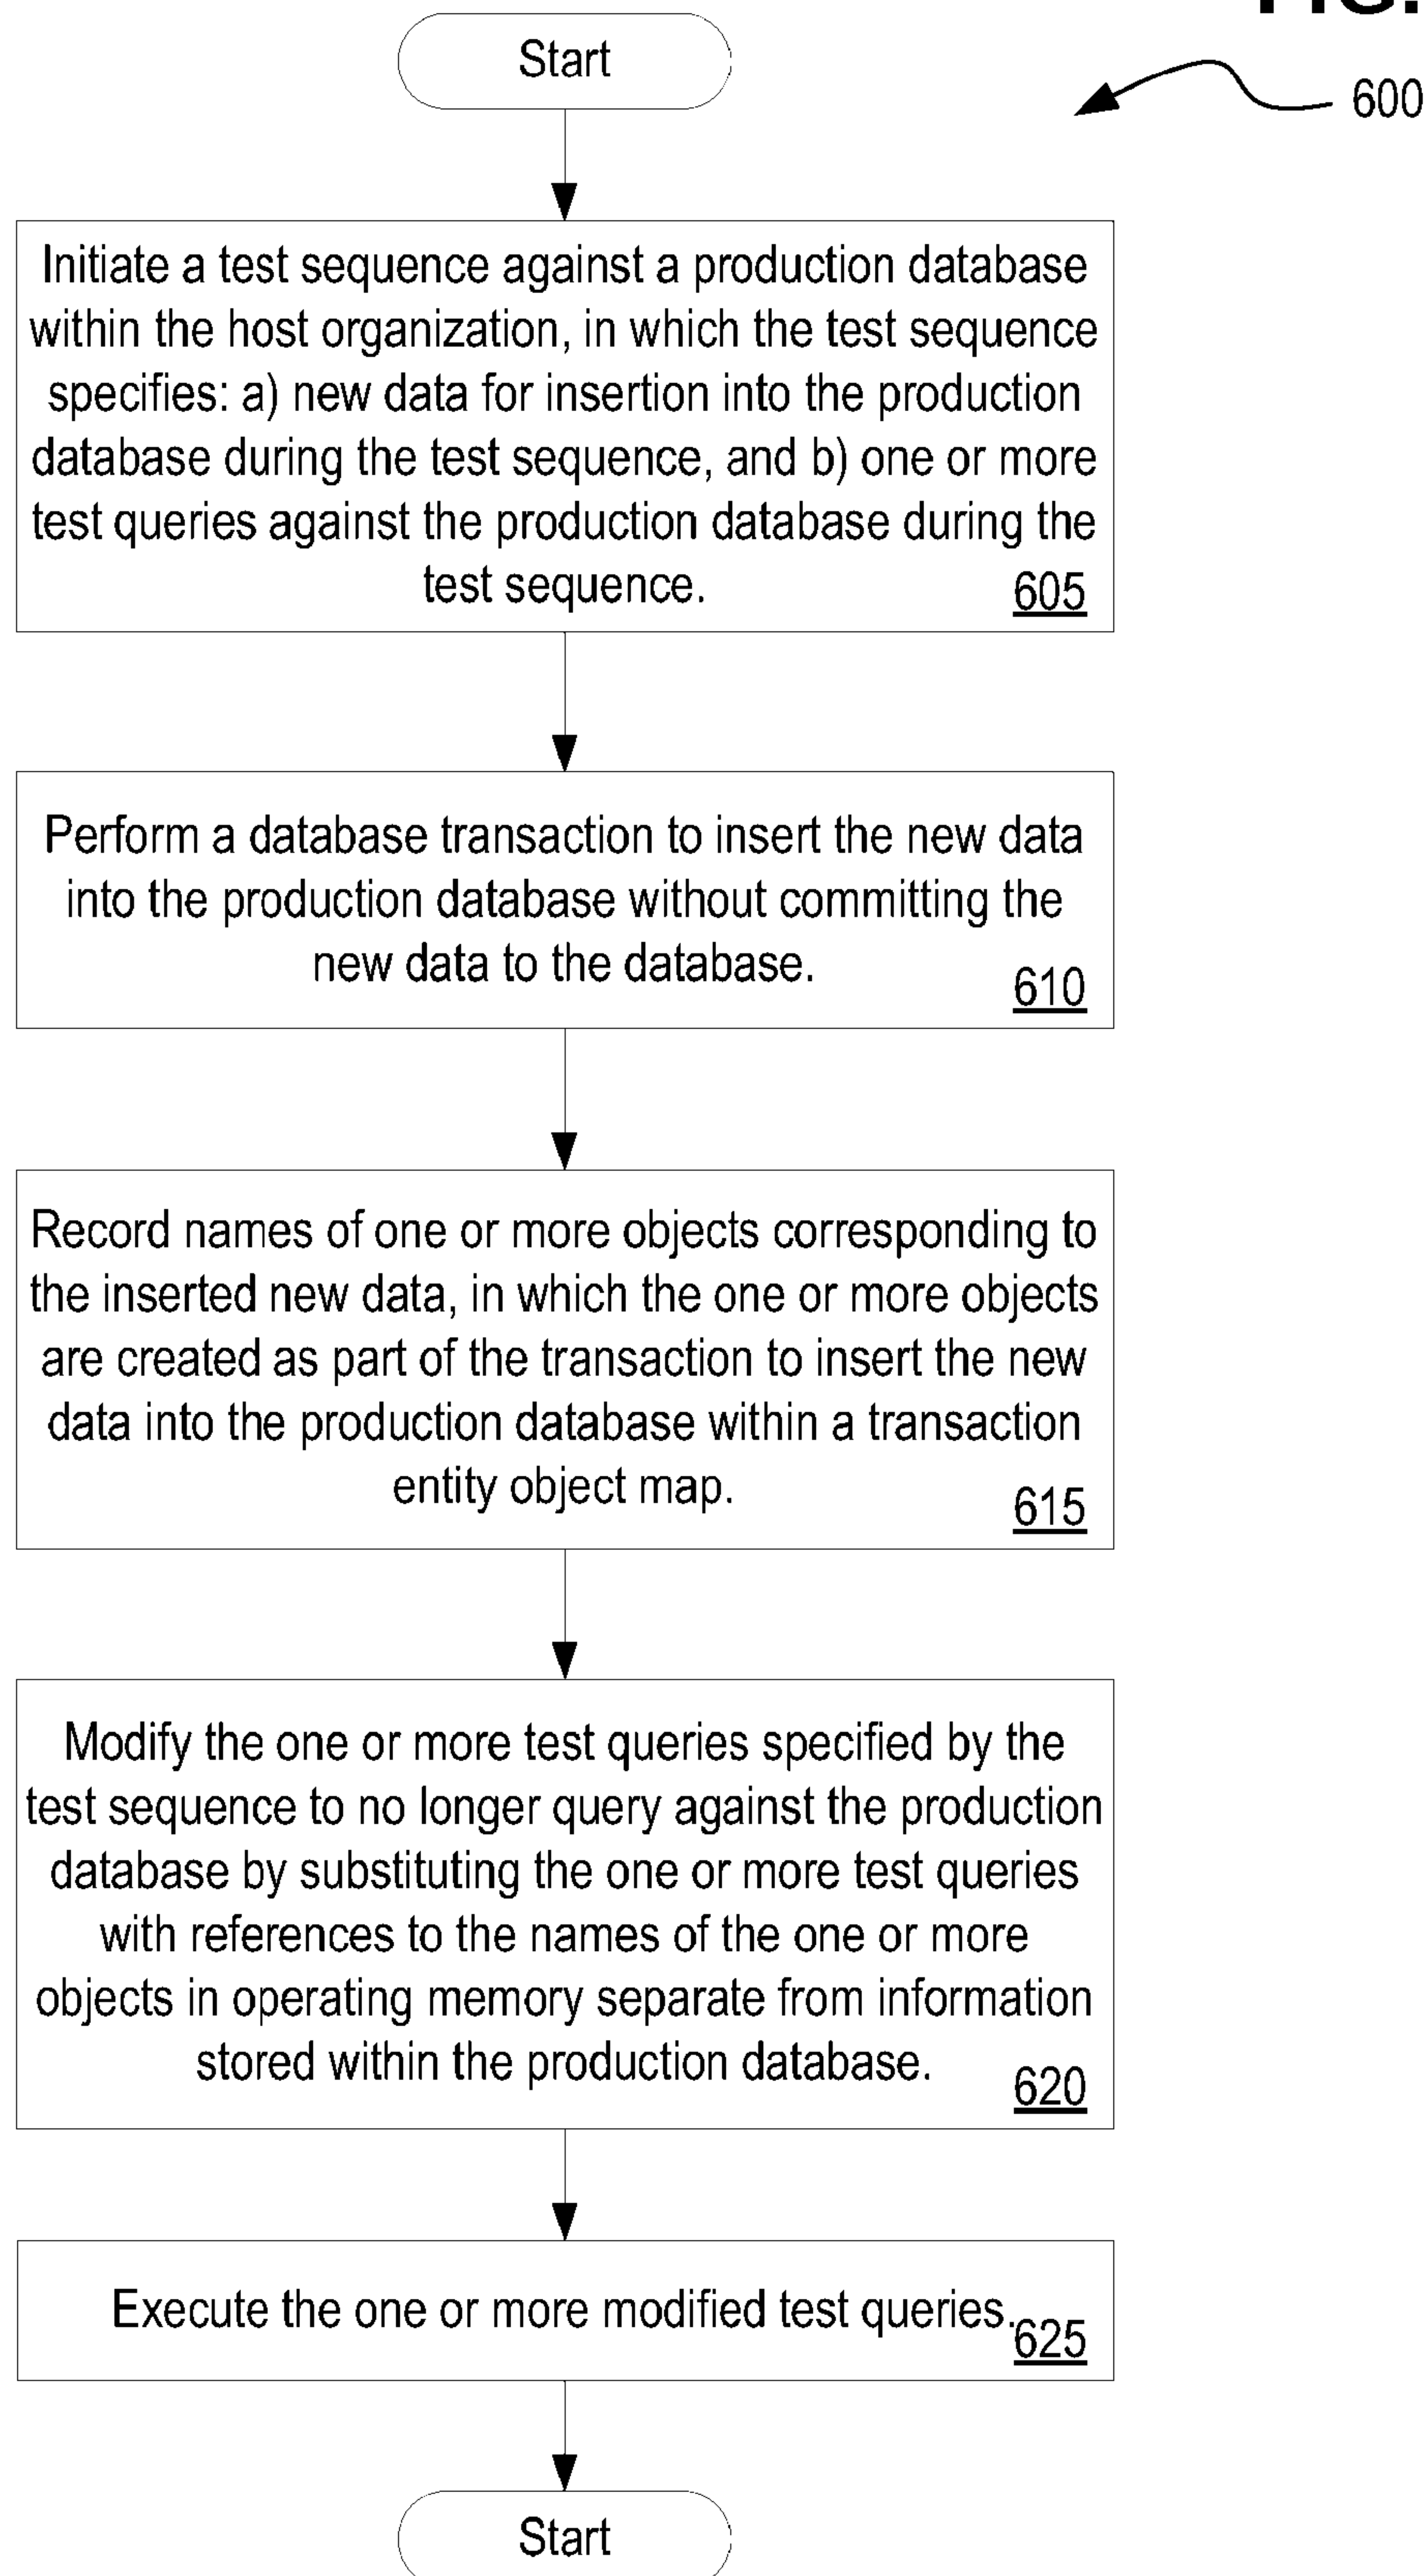 FIG.
Start
600
Initiate a test sequence against a production database
within the host organization, in which the test sequence
specifies: a) new data for insertion into the production
database during the test sequence, and b) one or more
test queries against the production database during the
test sequence.
605
Perform a database transaction to insert the new data
into the production database without committing the
new data to the database.
610
Record names of one or more objects corresponding to
the inserted new data, in which the one or more objects
are created as part of the transaction to insert the new
data into the production database within a transaction
entity object map.
615
Modify the one or more test queries specified by the
test sequence to no longer query against the production
database by substituting the one or more test queries
with references to the names of the one or more
objects in operating memory separate from information
stored within the production database.
620
Execute the one or more modified test queries.
625
Start